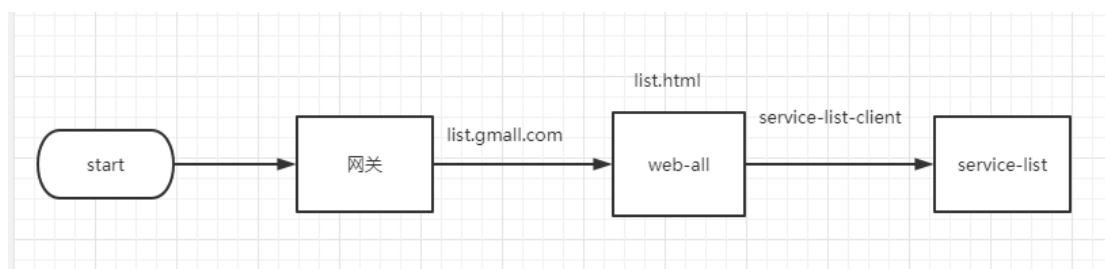 start
网关
list.gmall.com
list.html
web-all
service-list-client
service-list